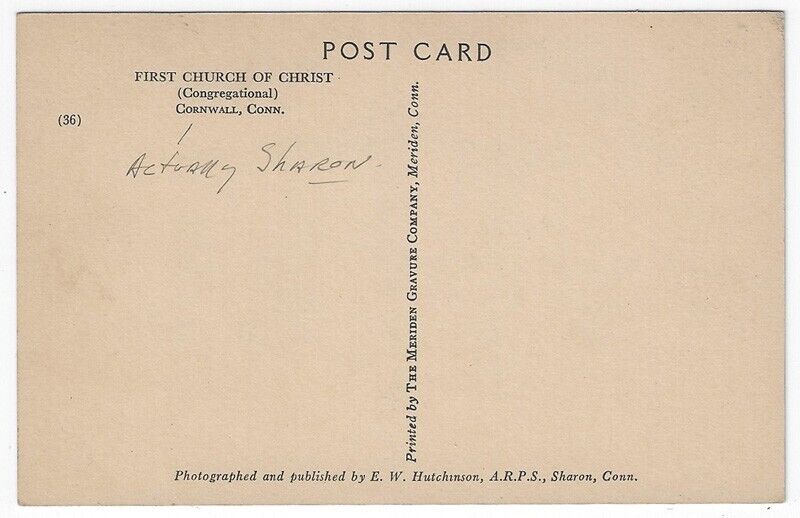 POST CARD
FIRST CHURCH OF CHRIST
(Congregational)
CORNWALL, CONN.
(36)
Actually Sharon.
Printed by THE MERIDEN GRAVURE COMPANY, Meriden, Conn.
Photographed and published by E. W. Hutchinson, A.R.P.S., Sharon, Conn.